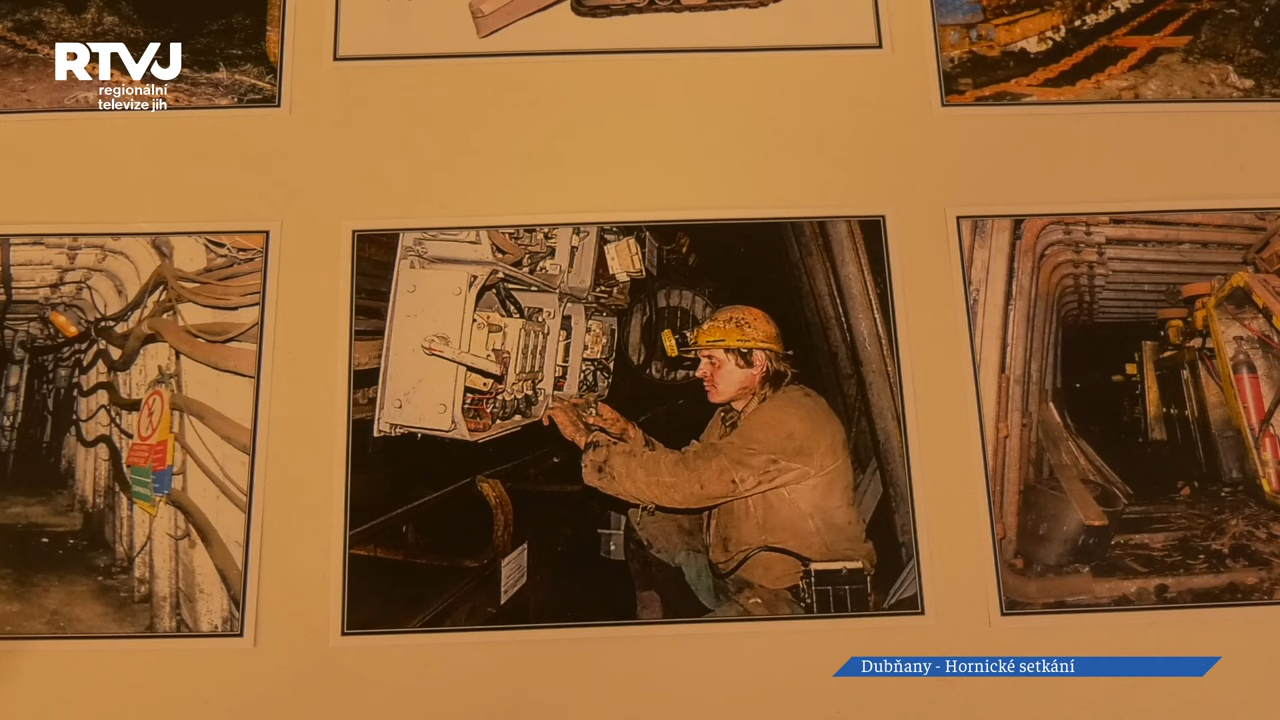 RTVJ
regionální
televize jih
Dubňany - Hornické setkání